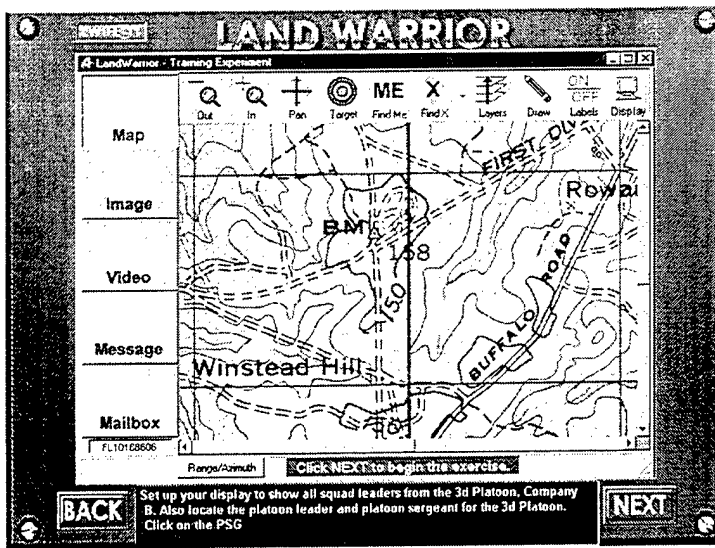 LAND WARRIOR
LandWarrior - Training Experiment
Out In Pan Target Find Me Find X Layers Draw Labels Display
ME X ON OFF
Map
Image
Video
Message
Mailbox
FIRST DIV
Rowa
BM
158
150
BUFFALO ROAD
Winstead Hill
Range/Azimuth
Click NEXT to begin the exercise.
BACK
Set up your display to show all squad leaders from the 3d Platoon, Company
B. Also locate the platoon leader and platoon sergeant for the 3d Platoon.
Click on the PSG
NEXT